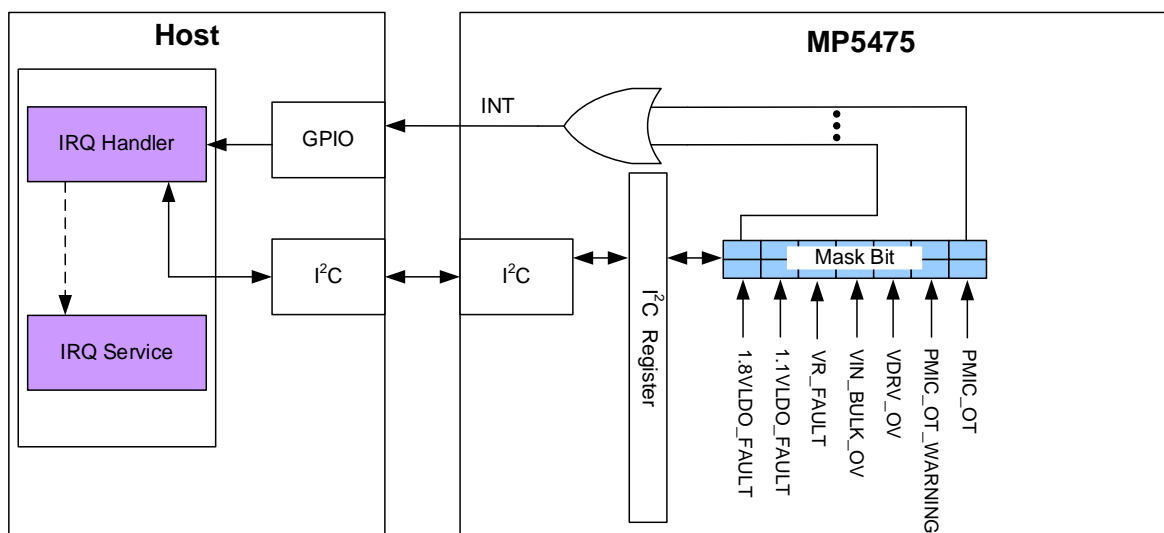 Host
MP5475
IRQ Handler
GPIO
INT
I²C
I²C
I²C Register
Mask Bit
IRQ Service
1.8VLDO_FAULT
1.1VLDO_FAULT
VR_FAULT
VIN_BULK_OV
VDRV_OV
PMIC_OT_WARNING
PMIC_OT